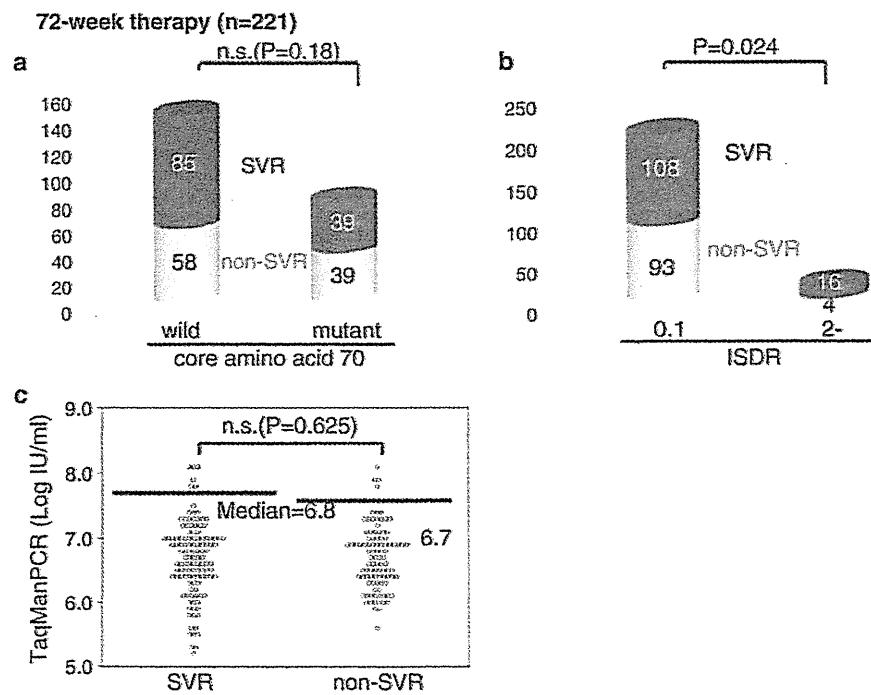 72-week therapy (n=221)
a
n.s.(P=0.18)
160
140
120
100
80
60
40
20
0
85
SVR
58
non-SVR
39
39
wild
mutant
core amino acid 70
b
P=0.024
250
200
150
100
50
0
108
SVR
93
non-SVR
16
4
0.1
2-
ISDR
c
TaqManPCR (Log IU/ml)
9.0
8.0
7.0
6.0
5.0
n.s.(P=0.625)
Median=6.8
6.7
SVR
non-SVR